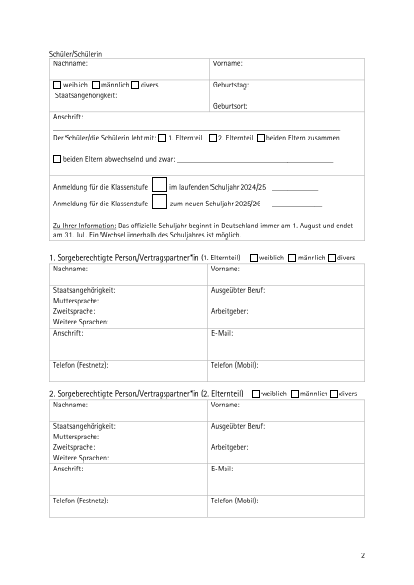 Schüler/Schülerin
Nachname: Vorname:
weiblich männlich divers Geburtstag:
Staatsangehörigkeit:
Geburtsort:
Anschrift:
Der Schüler/die Schülerin lebt mit: 1. Elternteil 2. Elternteil beiden Eltern zusammen
beiden Eltern abwechselnd und zwar:
Anmeldung für die Klassenstufe im laufenden Schuljahr 2024/25
Anmeldung für die Klassenstufe zum neuen Schuljahr 2025/26
Zu Ihrer Information: Das offizielle Schuljahr beginnt in Deutschland immer am 1. August und endet
am 31. Juli. Ein Wechsel innerhalb des Schuljahres ist möglich.
1. Sorgeberechtigte Person/Vertragspartner*in (1. Elternteil) weiblich männlich divers
Nachname: Vorname:
Staatsangehörigkeit: Ausgeübter Beruf:
Muttersprache:
Zweitsprache: Arbeitgeber:
Weitere Sprachen:
Anschrift: E-Mail:
Telefon (Festnetz): Telefon (Mobil):
2. Sorgeberechtigte Person/Vertragspartner*in (2. Elternteil) weiblich männlich divers
Nachname: Vorname:
Staatsangehörigkeit: Ausgeübter Beruf:
Muttersprache:
Zweitsprache: Arbeitgeber:
Weitere Sprachen:
Anschrift: E-Mail:
Telefon (Festnetz): Telefon (Mobil):
2